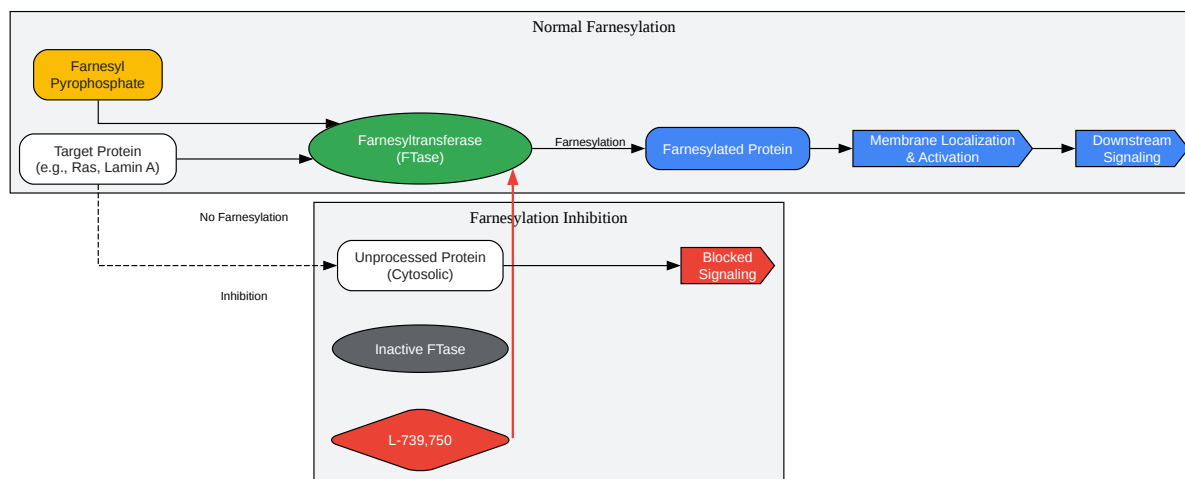 Normal Farnesylation
Farnesyl
Pyrophosphate
Target Protein
(e.g., Ras, Lamin A)
Farnesyltransferase
(FTase)
Farnesylation
Farnesylated Protein
Membrane Localization
& Activation
Downstream
Signaling
No Farnesylation
Inhibition
Farnesylation Inhibition
Unprocessed Protein
(Cytosolic)
Blocked
Signaling
Inactive FTase
L-739,750